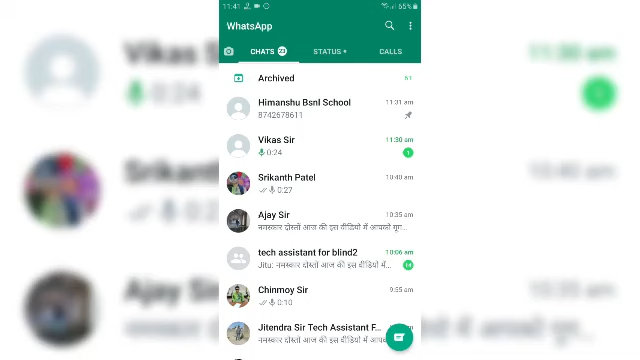 11:41
65%
WhatsApp
CHATS 23 STATUS CALLS
Archived 61
Himanshu Bsnl School 11:31 am
8742678611
Vikas Sir 11:30 am
0:24 1
Srikanth Patel 10:40 am
0:27
Ajay Sir 10:35 am
नमस्कार दोस्तों आज की इस वीडियो में आपको गूग...
tech assistant for blind2 10:06 am
Jitu: नमस्कार दोस्तों आज की इस वीडियो में... 14
Chinmoy Sir 9:55 am
0:10
Jitendra Sir Tech Assistant F...
नमस्कार दोस्तों आज की इस वीडियो में आपक...